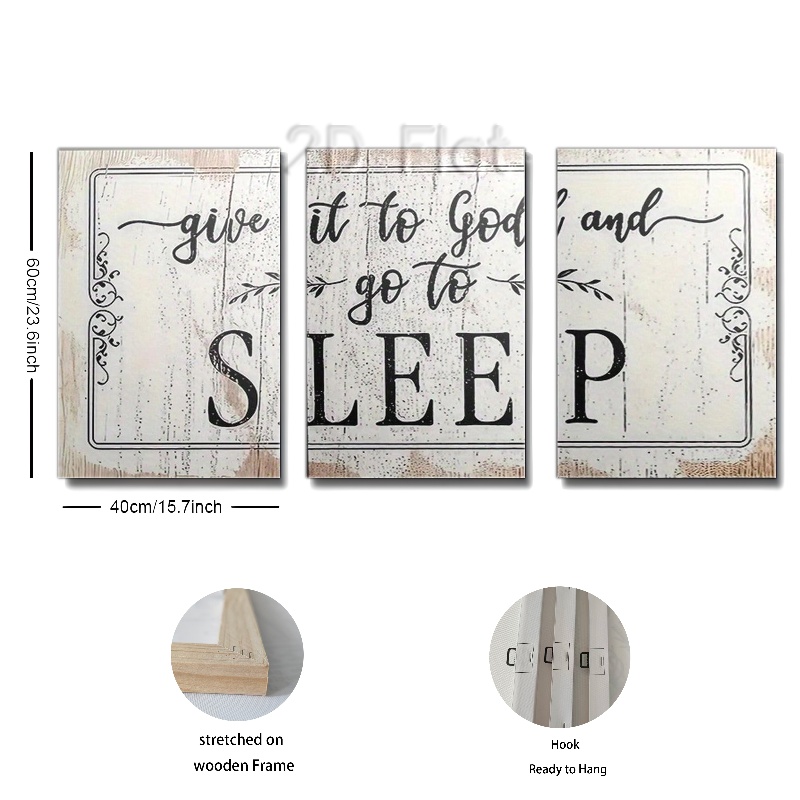 2D Flat
give it to God and
go to
SLEEP
60cm/23.6inch
40cm/15.7inch
stretched on
wooden Frame
Hook
Ready to Hang